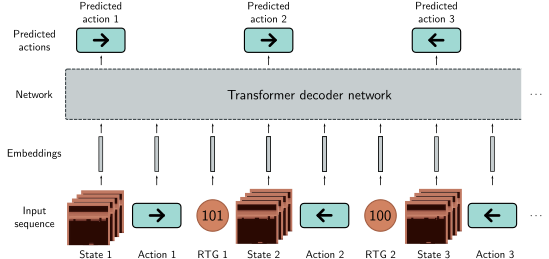 Predicted
action 1
Predicted
action 2
Predicted
action 3
Predicted
actions
Network
Transformer decoder network
...
Embeddings
Input
sequence
101
100
...
State 1
Action 1
RTG 1
State 2
Action 2
RTG 2
State 3
Action 3